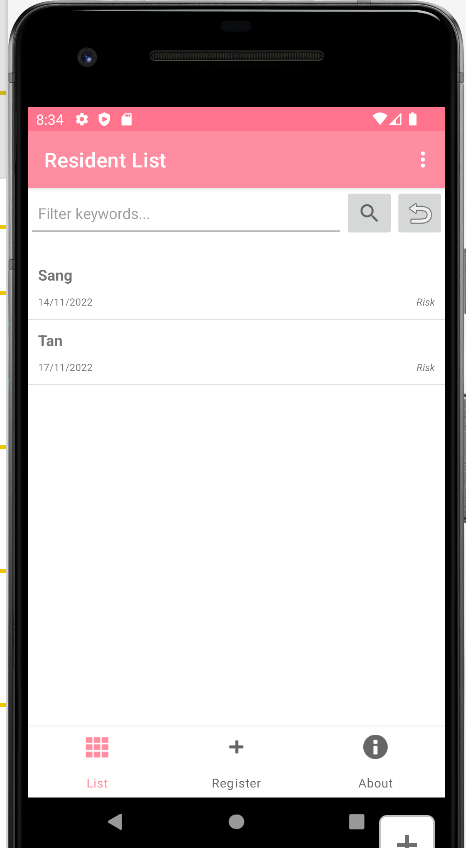 8:34
Resident List
Filter keywords...
Sang
14/11/2022
Risk
Tan
17/11/2022
Risk
List
Register
About